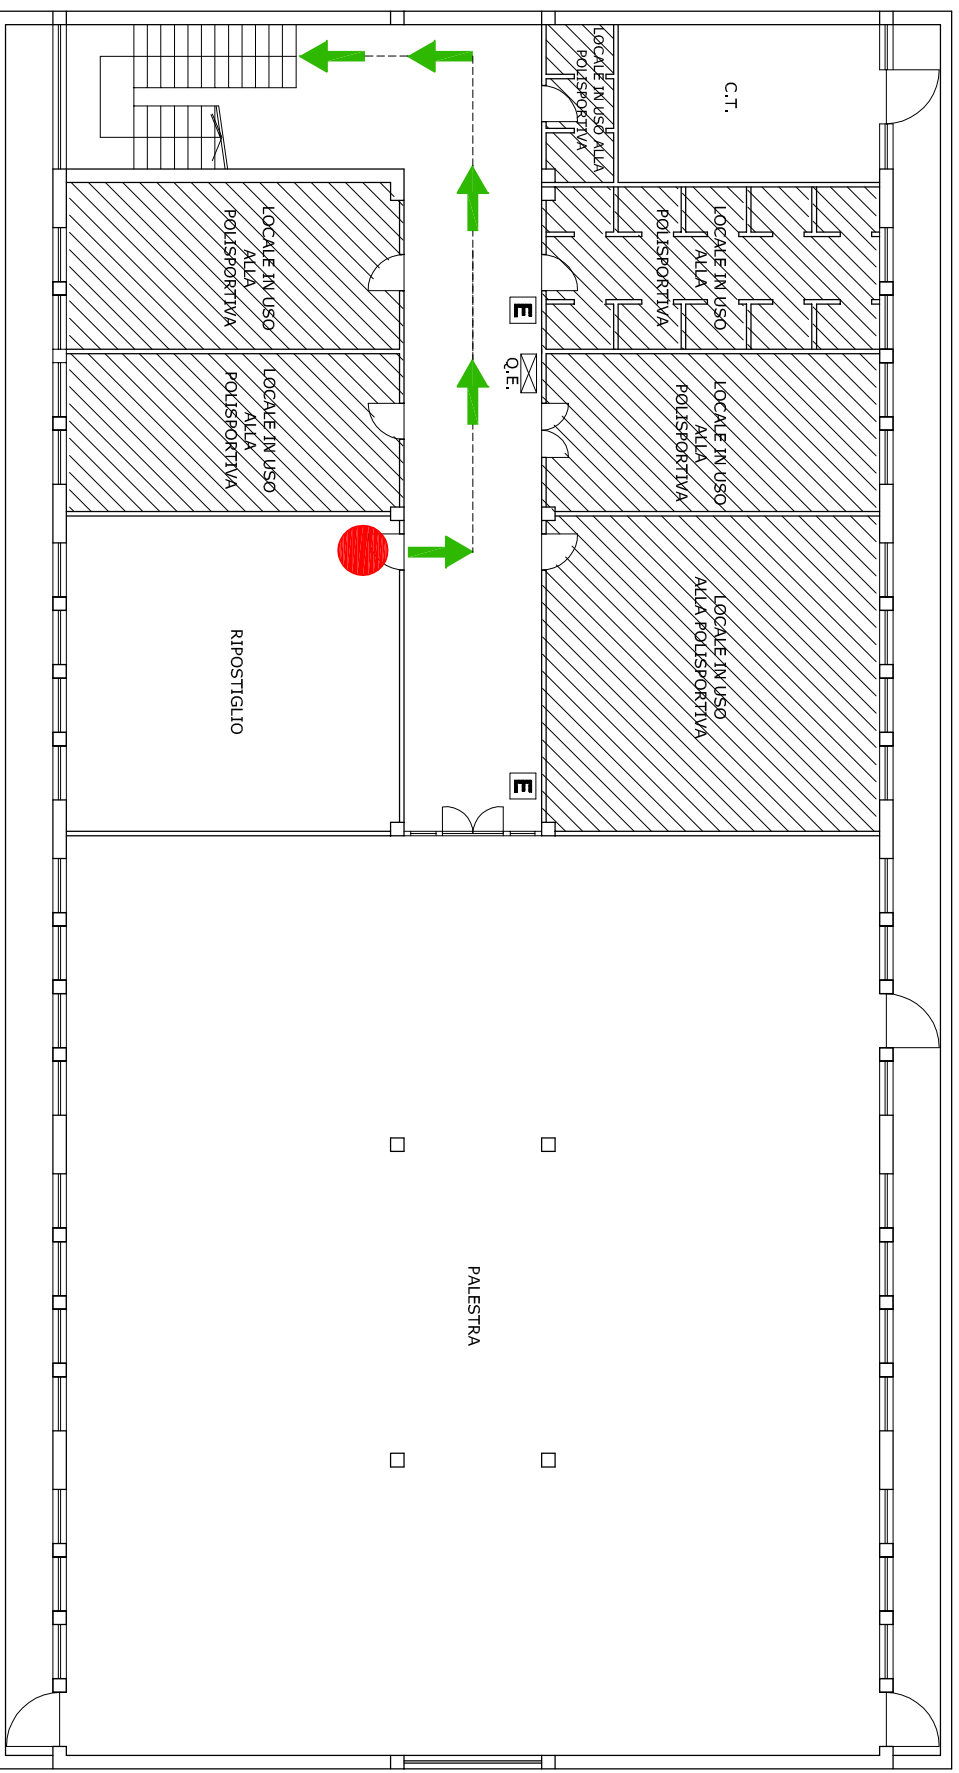 LOCALE IN USO ALLA
POLISPORTIVA
C.T.
LOCALE IN USO
ALLA
POLISPORTIVA
LOCALE IN USO
ALLA
POLISPORTIVA
E
Q.E.
LOCALE IN USO
ALLA
POLISPORTIVA
LOCALE IN USO
ALLA
POLISPORTIVA
LOCALE IN USO
ALLA POLISPORTIVA
RIPOSTIGLIO
E
PALESTRA